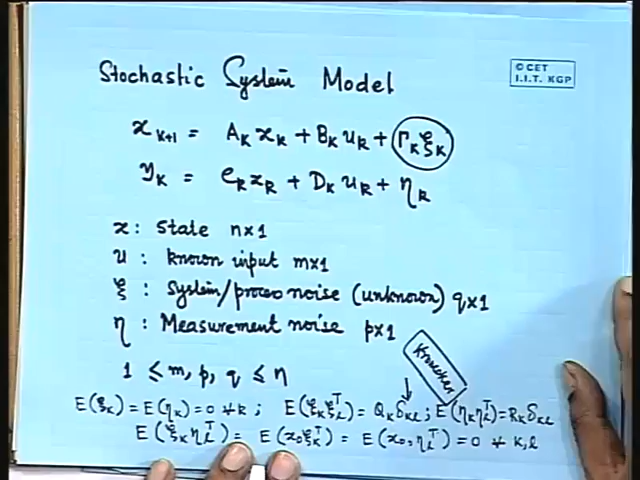 Stochastic System Model
© CET
I.I.T. KGP
x_{k+1} = A_k x_k + B_k u_k + Γ_k ξ_k
y_k = C_k x_k + D_k u_k + η_k
x : State n×1
u : known input m×1
ξ : System/process noise (unknown) q×1
η : Measurement noise p×1
Kronecker
1 ≤ m, p, q ≤ n
E(ξ_k) = E(η_k) = 0 ∀ k ; E(ξ_k ξ_l^T) = Q_k δ_{kl} ; E(η_k η_l^T) = R_k δ_{kl}
E(ξ_k η_l^T) = E(x_0 ξ_k^T) = E(x_0, η_l^T) = 0 ∀ k, l